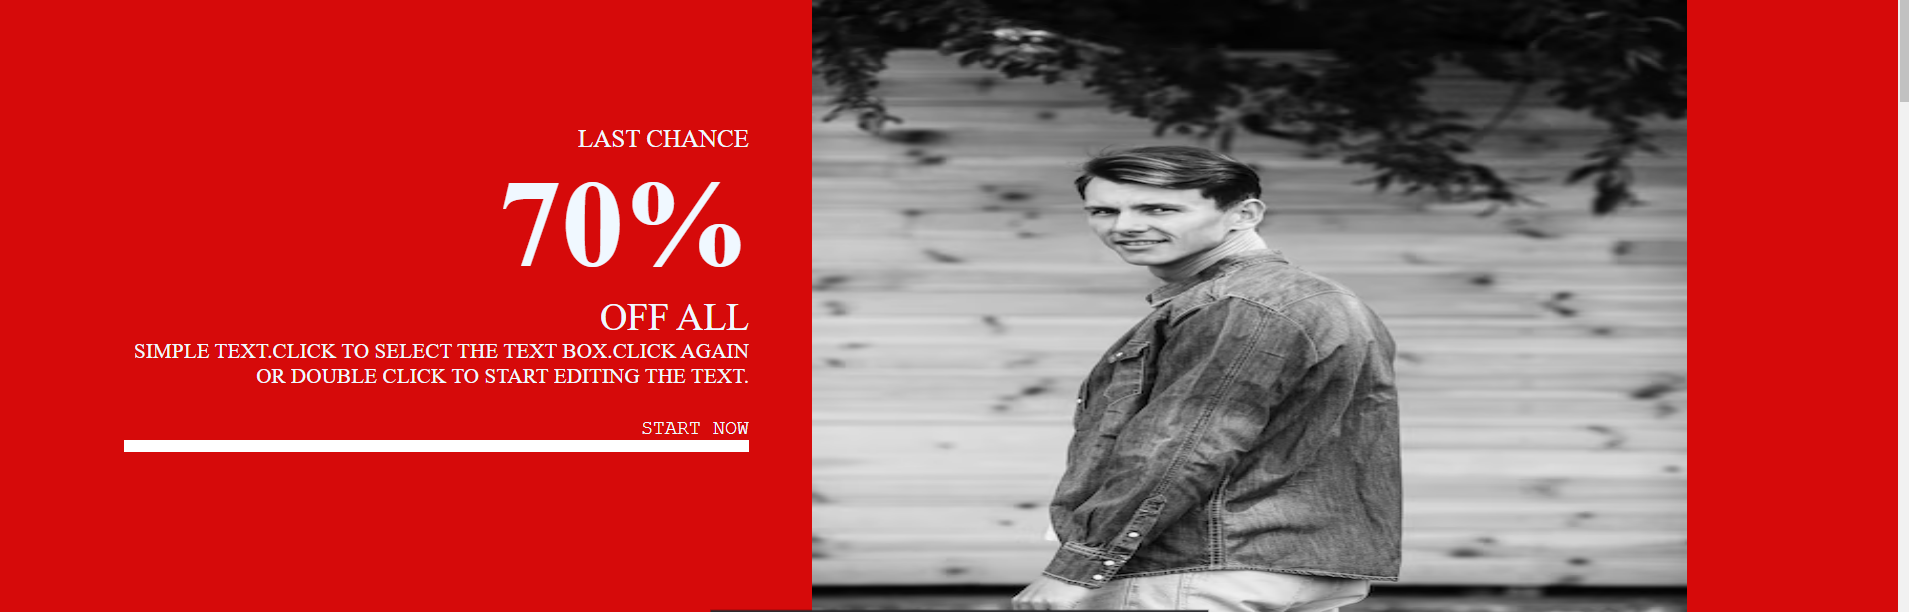 LAST CHANCE
70%
OFF ALL
SIMPLE TEXT.CLICK TO SELECT THE TEXT BOX.CLICK AGAIN
OR DOUBLE CLICK TO START EDITING THE TEXT.
START NOW